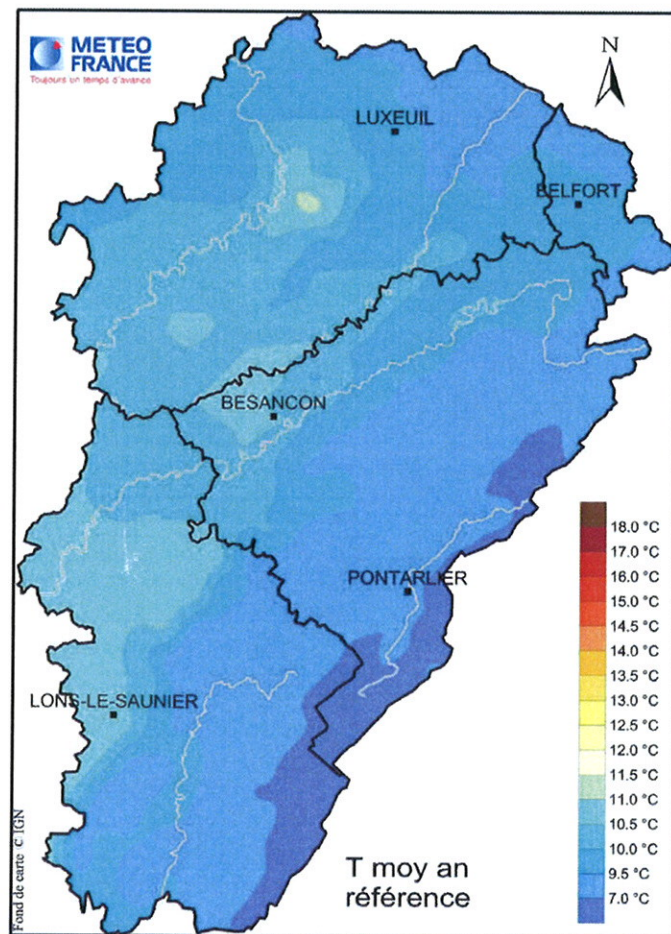 METEO
FRANCE
Toujours un temps d'avance
N
LUXEUIL
BELFORT
BESANCON
PONTARLIER
LONS-LE-SAUNIER
18.0 °C
17.0 °C
16.0 °C
15.0 °C
14.5 °C
14.0 °C
13.5 °C
13.0 °C
12.5 °C
12.0 °C
11.5 °C
11.0 °C
10.5 °C
10.0 °C
9.5 °C
7.0 °C
T moy an
référence
Fond de carte © IGN